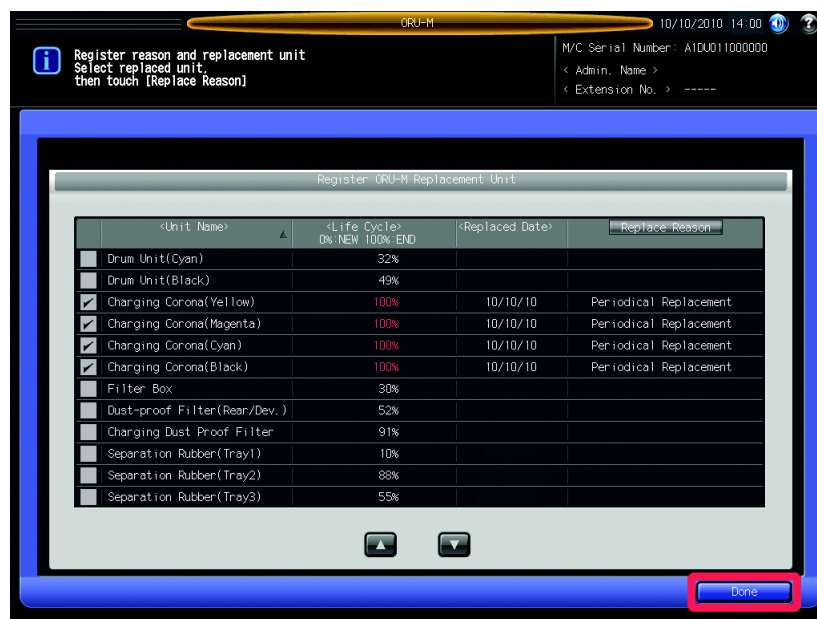 ORU-M
10/10/2010 14:00
Register reason and replacement unit
Select replaced unit,
then touch [Replace Reason]
M/C Serial Number: A1DU011000000
< Admin. Name >
< Extension No. > -----
Register ORU-M Replacement Unit
<Unit Name> <Life Cycle> <Replaced Date> Replace Reason
0%:NEW 100%:END
Drum Unit(Cyan) 32%
Drum Unit(Black) 49%
Charging Corona(Yellow) 100% 10/10/10 Periodical Replacement
Charging Corona(Magenta) 100% 10/10/10 Periodical Replacement
Charging Corona(Cyan) 100% 10/10/10 Periodical Replacement
Charging Corona(Black) 100% 10/10/10 Periodical Replacement
Filter Box 30%
Dust-proof Filter(Rear/Dev.) 52%
Charging Dust Proof Filter 91%
Separation Rubber(Tray1) 10%
Separation Rubber(Tray2) 88%
Separation Rubber(Tray3) 55%
Done